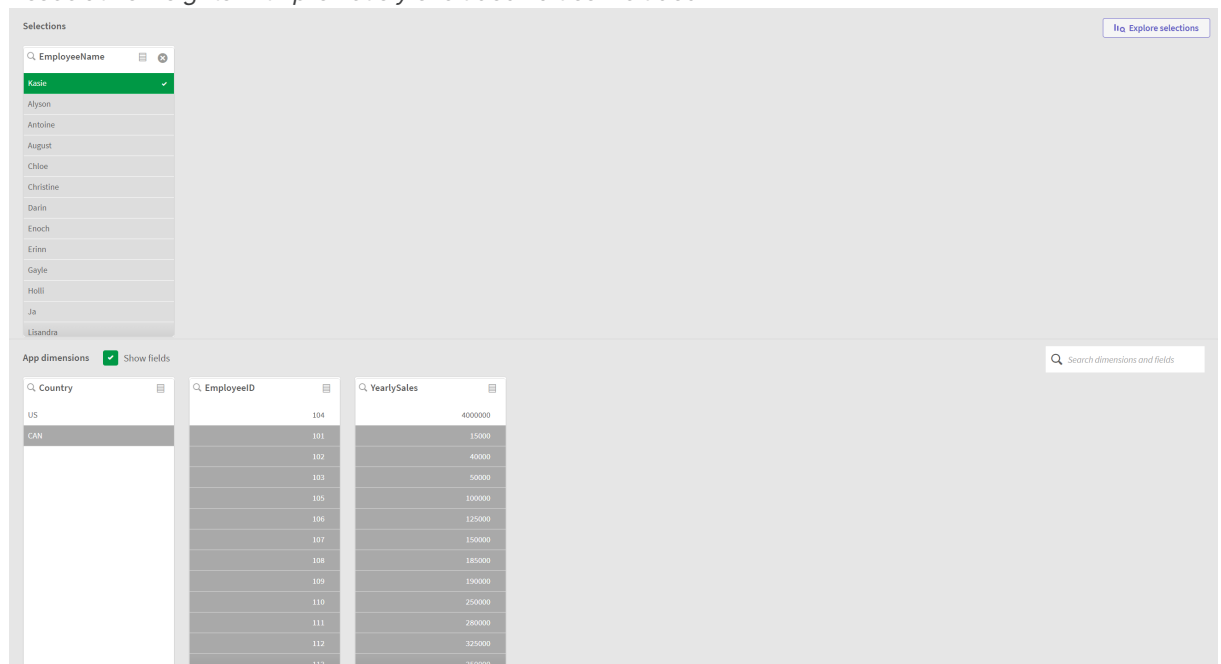 Selections
Explore selections
EmployeeName
Kasie
Alyson
Antoine
August
Chloe
Christine
Darin
Enoch
Erinn
Gayle
Holli
Ja
Lisandra
App dimensions
Show fields
Search dimensions and fields
Country
US
CAN
EmployeeID
104
101
102
103
105
106
107
108
109
110
111
112
YearlySales
4000000
15000
40000
50000
100000
125000
150000
185000
190000
250000
280000
325000